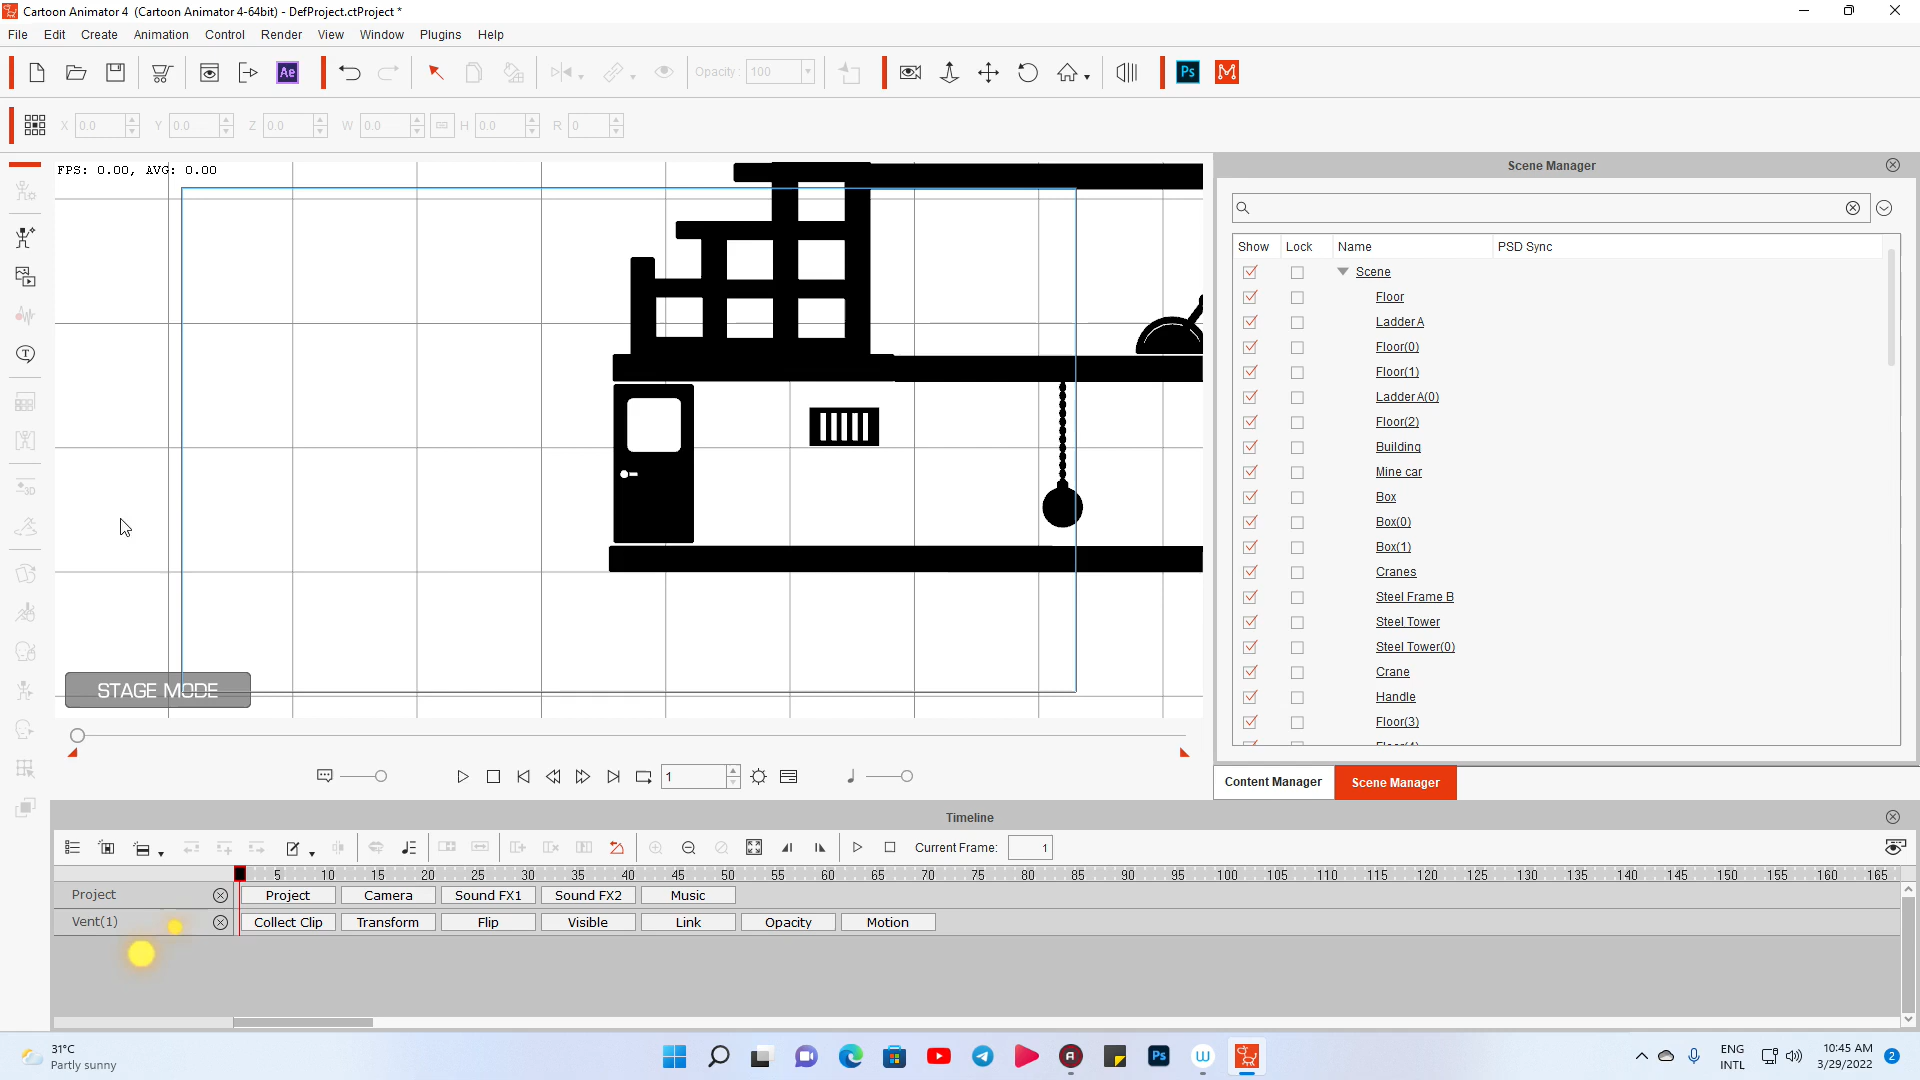 Cartoon Animator 4 (Cartoon Animator 4-64bit) - DefProject.ctProject *
File Edit Create Animation Control Render View Window Plugins Help
Ae Opacity : 100 Ps
X 0.0 Y 0.0 Z 0.0 W 0.0 H 0.0 R 0
FPS: 0.00, AVG: 0.00
STAGE MODE
1
Scene Manager
Show Lock Name PSD Sync
Scene
Floor
Ladder A
Floor(0)
Floor(1)
Ladder A(0)
Floor(2)
Building
Mine car
Box
Box(0)
Box(1)
Cranes
Steel Frame B
Steel Tower
Steel Tower(0)
Crane
Handle
Floor(3)
Floor(4)
Content Manager Scene Manager
Timeline
Current Frame: 1
5 10 15 20 25 30 35 40 45 50 55 60 65 70 75 80 85 90 95 100 105 110 115 120 125 130 135 140 145 150 155 160 165
Project Project Camera Sound FX1 Sound FX2 Music
Vent(1) Collect Clip Transform Flip Visible Link Opacity Motion
31°C
Partly sunny
Ps
ENG
INTL
10:45 AM
3/29/2022
2